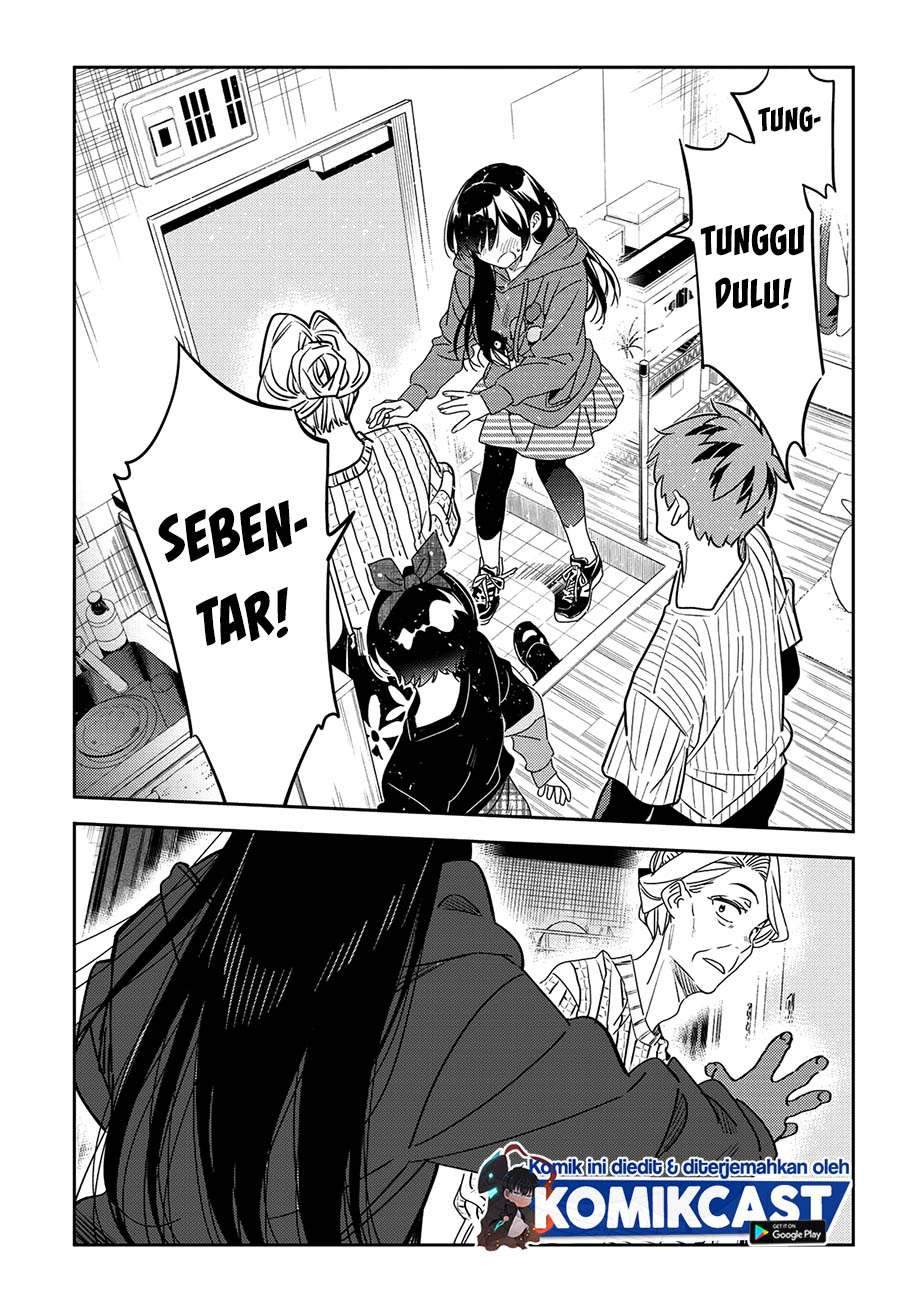 TUNG-
TUNGGU
DULU!
SEBEN-
TAR!
Komik ini diedit & diterjemahkan oleh
KOMIKCAST
GET IT ON
Google Play